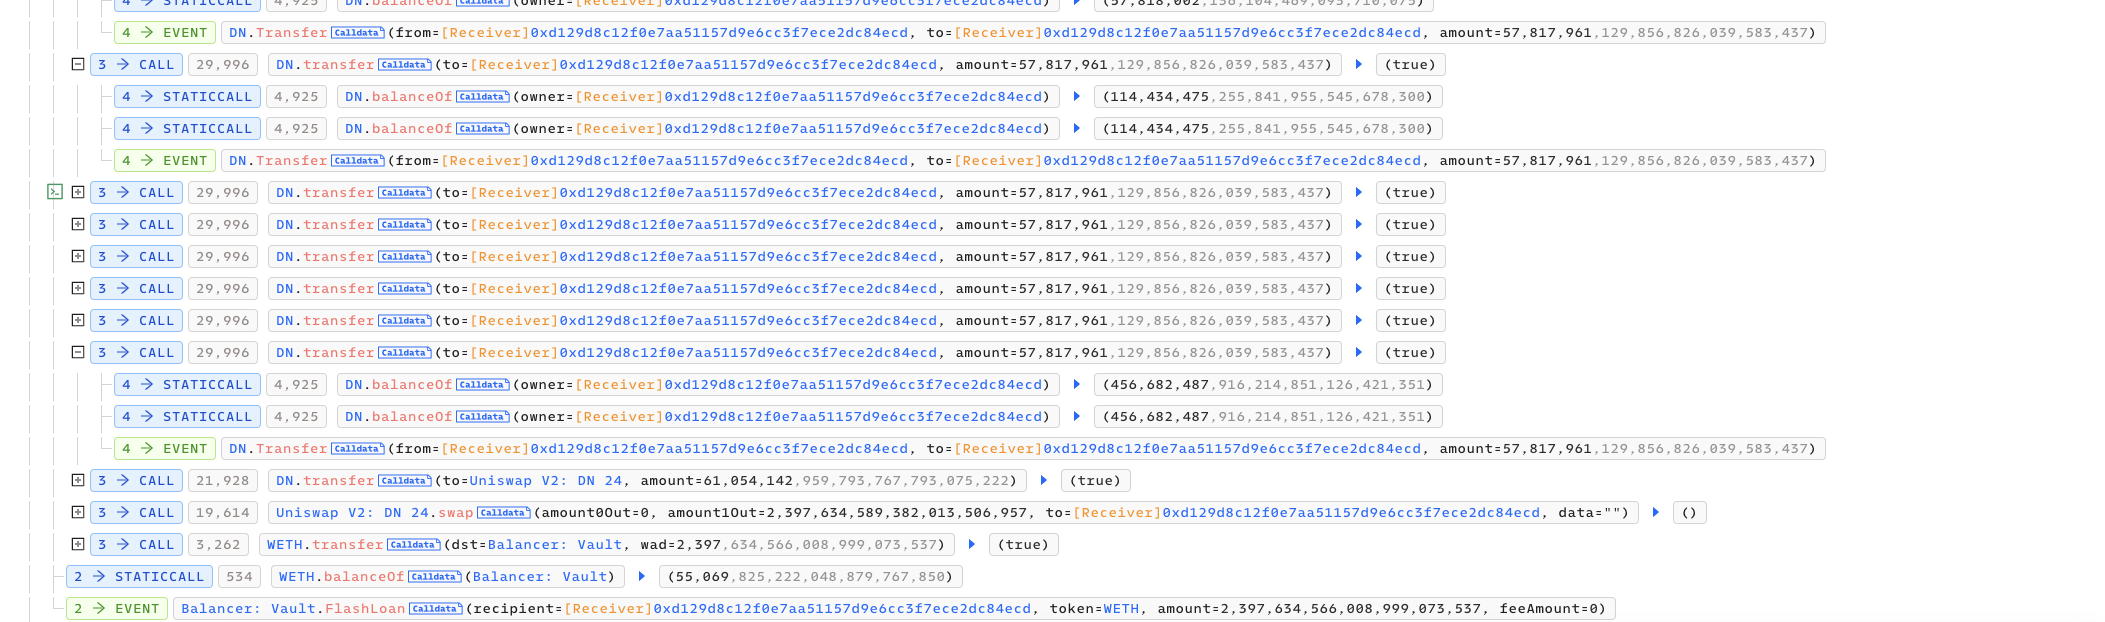 4 → STATICCALL 4,925 DN.balanceOf Calldata (owner=[Receiver]0xd129d8c12f0e7aa51157d9e6cc3f7ece2dc84ecd) (57,818,002,156,104,469,095,710,075)
4 → EVENT DN.Transfer Calldata (from=[Receiver]0xd129d8c12f0e7aa51157d9e6cc3f7ece2dc84ecd, to=[Receiver]0xd129d8c12f0e7aa51157d9e6cc3f7ece2dc84ecd, amount=57,817,961,129,856,826,039,583,437)
3 → CALL 29,996 DN.transfer Calldata (to=[Receiver]0xd129d8c12f0e7aa51157d9e6cc3f7ece2dc84ecd, amount=57,817,961,129,856,826,039,583,437) (true)
4 → STATICCALL 4,925 DN.balanceOf Calldata (owner=[Receiver]0xd129d8c12f0e7aa51157d9e6cc3f7ece2dc84ecd) (114,434,475,255,841,955,545,678,300)
4 → STATICCALL 4,925 DN.balanceOf Calldata (owner=[Receiver]0xd129d8c12f0e7aa51157d9e6cc3f7ece2dc84ecd) (114,434,475,255,841,955,545,678,300)
4 → EVENT DN.Transfer Calldata (from=[Receiver]0xd129d8c12f0e7aa51157d9e6cc3f7ece2dc84ecd, to=[Receiver]0xd129d8c12f0e7aa51157d9e6cc3f7ece2dc84ecd, amount=57,817,961,129,856,826,039,583,437)
3 → CALL 29,996 DN.transfer Calldata (to=[Receiver]0xd129d8c12f0e7aa51157d9e6cc3f7ece2dc84ecd, amount=57,817,961,129,856,826,039,583,437) (true)
3 → CALL 29,996 DN.transfer Calldata (to=[Receiver]0xd129d8c12f0e7aa51157d9e6cc3f7ece2dc84ecd, amount=57,817,961,129,856,826,039,583,437) (true)
3 → CALL 29,996 DN.transfer Calldata (to=[Receiver]0xd129d8c12f0e7aa51157d9e6cc3f7ece2dc84ecd, amount=57,817,961,129,856,826,039,583,437) (true)
3 → CALL 29,996 DN.transfer Calldata (to=[Receiver]0xd129d8c12f0e7aa51157d9e6cc3f7ece2dc84ecd, amount=57,817,961,129,856,826,039,583,437) (true)
3 → CALL 29,996 DN.transfer Calldata (to=[Receiver]0xd129d8c12f0e7aa51157d9e6cc3f7ece2dc84ecd, amount=57,817,961,129,856,826,039,583,437) (true)
3 → CALL 29,996 DN.transfer Calldata (to=[Receiver]0xd129d8c12f0e7aa51157d9e6cc3f7ece2dc84ecd, amount=57,817,961,129,856,826,039,583,437) (true)
4 → STATICCALL 4,925 DN.balanceOf Calldata (owner=[Receiver]0xd129d8c12f0e7aa51157d9e6cc3f7ece2dc84ecd) (456,682,487,916,214,851,126,421,351)
4 → STATICCALL 4,925 DN.balanceOf Calldata (owner=[Receiver]0xd129d8c12f0e7aa51157d9e6cc3f7ece2dc84ecd) (456,682,487,916,214,851,126,421,351)
4 → EVENT DN.Transfer Calldata (from=[Receiver]0xd129d8c12f0e7aa51157d9e6cc3f7ece2dc84ecd, to=[Receiver]0xd129d8c12f0e7aa51157d9e6cc3f7ece2dc84ecd, amount=57,817,961,129,856,826,039,583,437)
3 → CALL 21,928 DN.transfer Calldata (to=Uniswap V2: DN 24, amount=61,054,142,959,793,767,793,075,222) (true)
3 → CALL 19,614 Uniswap V2: DN 24.swap Calldata (amount0Out=0, amount1Out=2,397,634,589,382,013,506,957, to=[Receiver]0xd129d8c12f0e7aa51157d9e6cc3f7ece2dc84ecd, data="") ()
3 → CALL 3,262 WETH.transfer Calldata (dst=Balancer: Vault, wad=2,397,634,566,008,999,073,537) (true)
2 → STATICCALL 534 WETH.balanceOf Calldata (Balancer: Vault) (55,069,825,222,048,879,767,850)
2 → EVENT Balancer: Vault.FlashLoan Calldata (recipient=[Receiver]0xd129d8c12f0e7aa51157d9e6cc3f7ece2dc84ecd, token=WETH, amount=2,397,634,566,008,999,073,537, feeAmount=0)